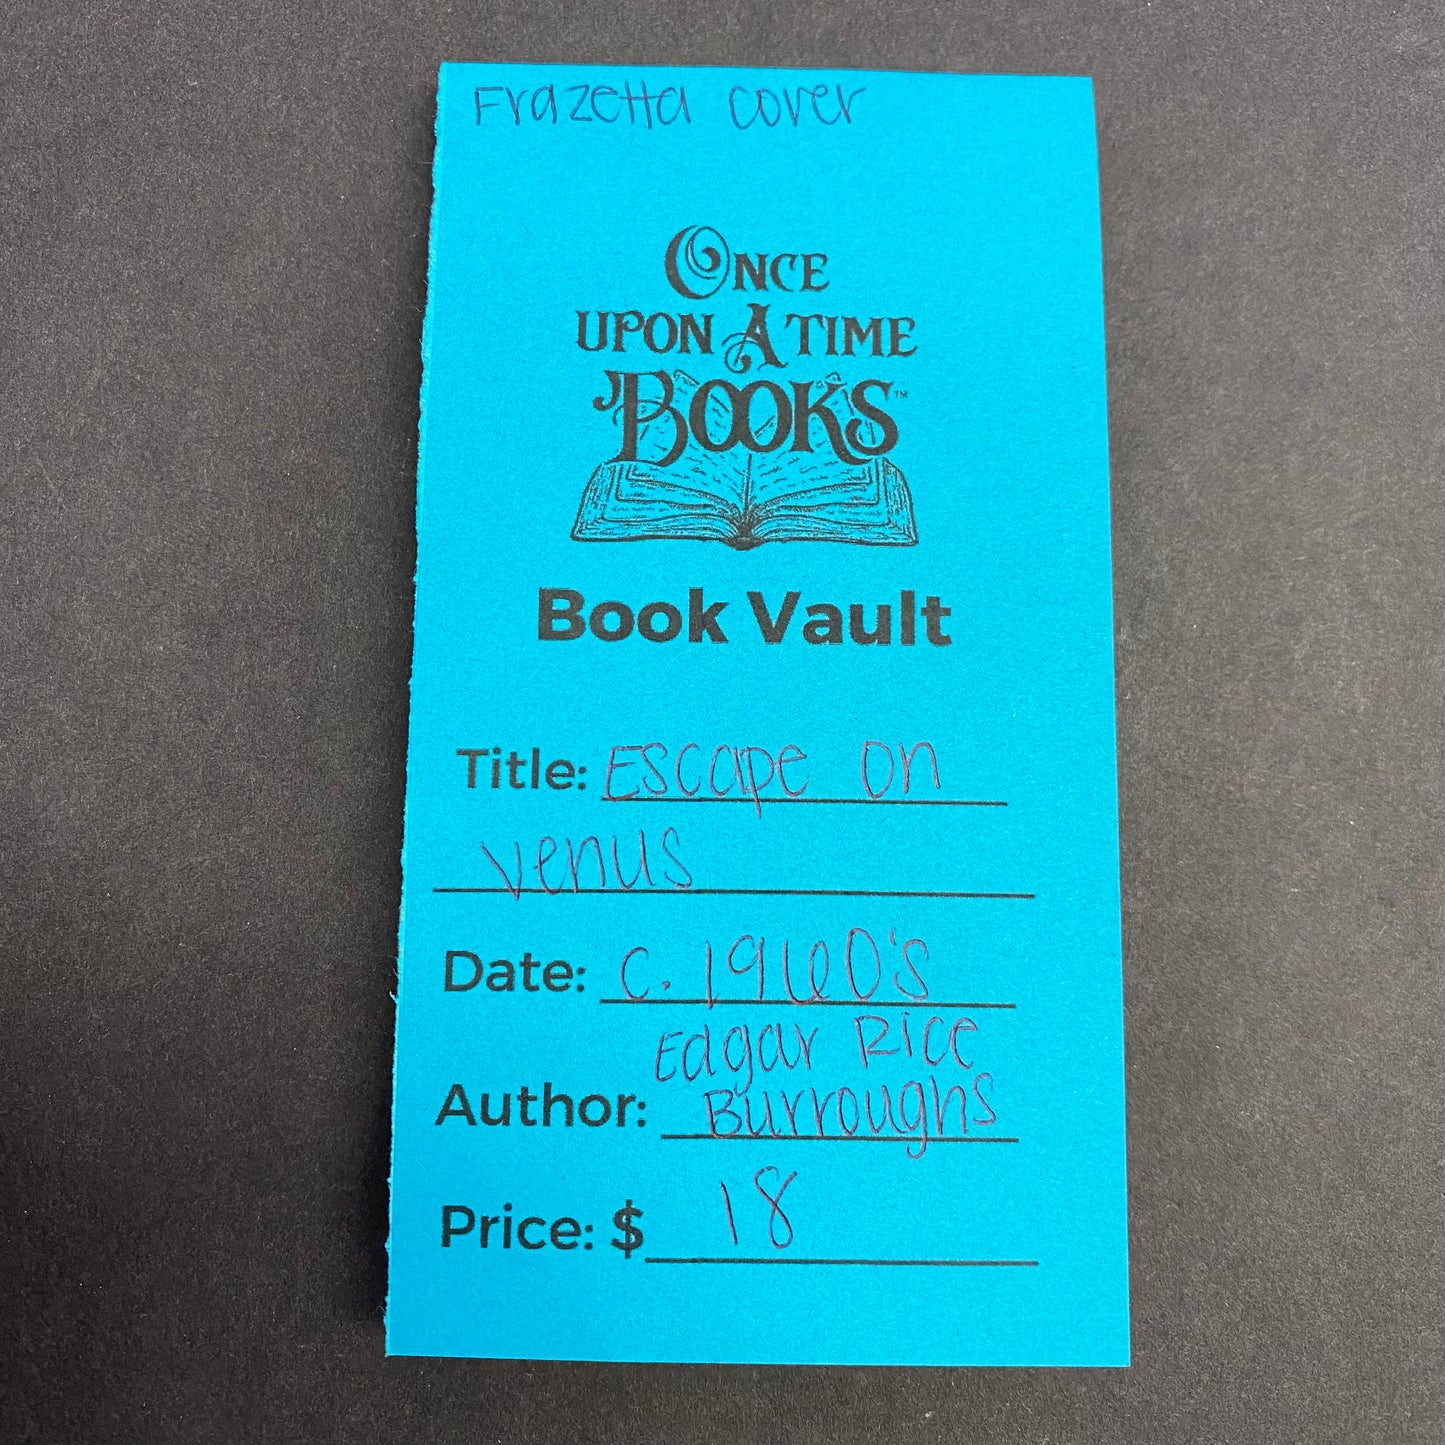 Frazetta cover
ONCE
UPON A TIME
BOOKS™
Book Vault
Title: Escape on
Venus
Date: c. 1960's
Edgar Rice
Author: Burroughs
Price: $ 18